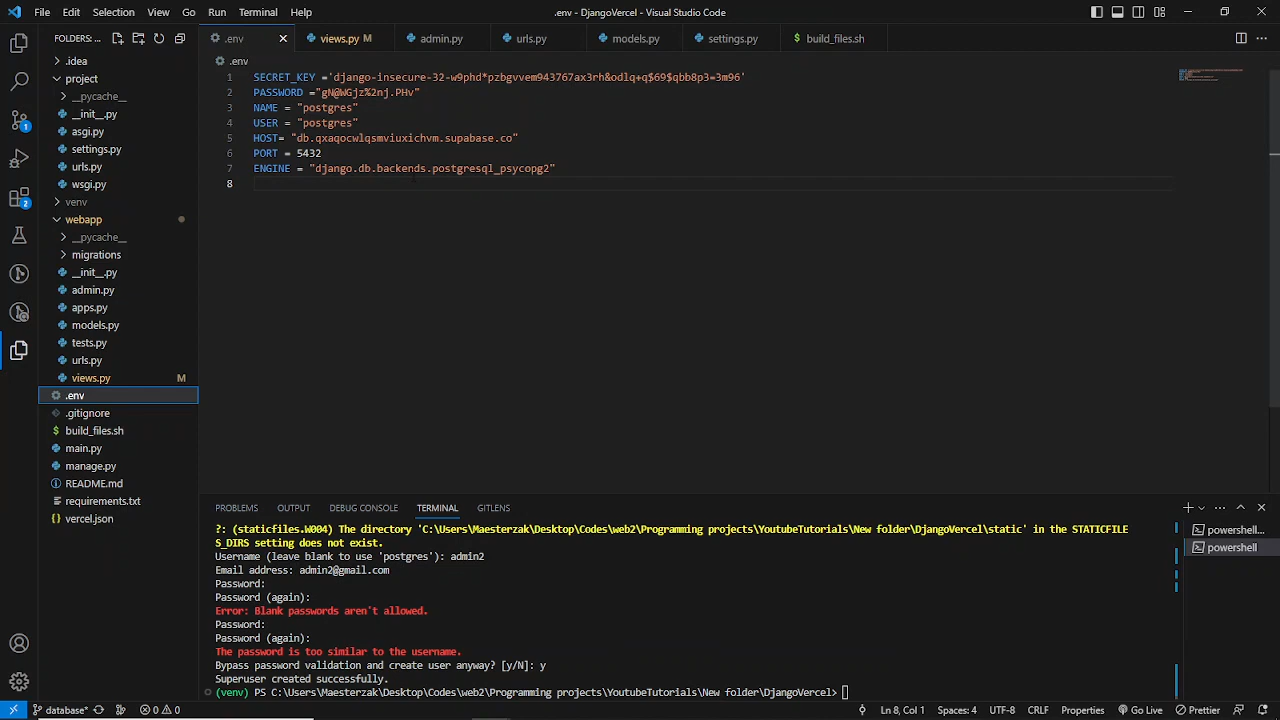 File Edit Selection View Go Run Terminal Help .env - DjangoVercel - Visual Studio Code
FOLDERS: ...
.env views.py M admin.py urls.py models.py settings.py build_files.sh
.idea
project
__pycache__
__init__.py
asgi.py
settings.py
urls.py
wsgi.py
venv
webapp
__pycache__
migrations
__init__.py
admin.py
apps.py
models.py
tests.py
urls.py
views.py M
.env
.gitignore
build_files.sh
main.py
manage.py
README.md
requirements.txt
vercel.json
1
2
.env
1 SECRET_KEY ='django-insecure-32-w9phd*pzbgvvem943767ax3rh&odlq+q$69$qbb8p3=3m96'
2 PASSWORD ="gN@WGjz%2nj.PHv"
3 NAME = "postgres"
4 USER = "postgres"
5 HOST= "db.qxaqocwlqsmviuxichvm.supabase.co"
6 PORT = 5432
7 ENGINE = "django.db.backends.postgresql_psycopg2"
8
PROBLEMS OUTPUT DEBUG CONSOLE TERMINAL GITLENS
?: (staticfiles.W004) The directory 'C:\Users\Maesterzak\Desktop\Codes\web2\Programming projects\YoutubeTutorials\New folder\DjangoVercel\static' in the STATICFILE
S_DIRS setting does not exist.
Username (leave blank to use 'postgres'): admin2
Email address: admin2@gmail.com
Password:
Password (again):
Error: Blank passwords aren't allowed.
Password:
Password (again):
The password is too similar to the username.
Bypass password validation and create user anyway? [y/N]: y
Superuser created successfully.
(venv) PS C:\Users\Maesterzak\Desktop\Codes\web2\Programming projects\YoutubeTutorials\New folder\DjangoVercel>
powershell...
powershell
database* 0 0 Ln 8, Col 1 Spaces: 4 UTF-8 CRLF Properties Go Live Prettier